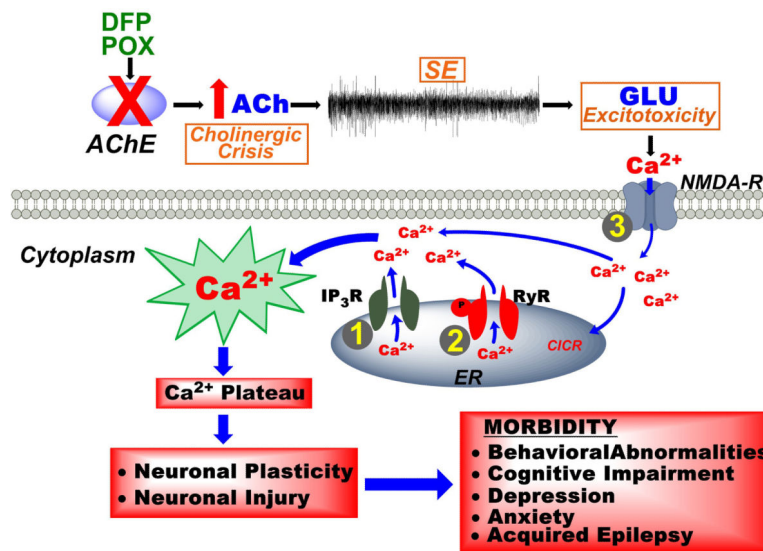 DFP
POX
X
AChE
ACh
Cholinergic
Crisis
SE
GLU
Excitotoxicity
Ca²⁺
NMDA-R
3
Cytoplasm
Ca²⁺
Ca²⁺
Ca²⁺
Ca²⁺
Ca²⁺
Ca²⁺
Ca²⁺
Ca²⁺
IP₃R
1
Ca²⁺
P
RyR
2
Ca²⁺
CICR
ER
Ca²⁺ Plateau
• Neuronal Plasticity
• Neuronal Injury
MORBIDITY
• BehavioralAbnormalities
• Cognitive Impairment
• Depression
• Anxiety
• Acquired Epilepsy